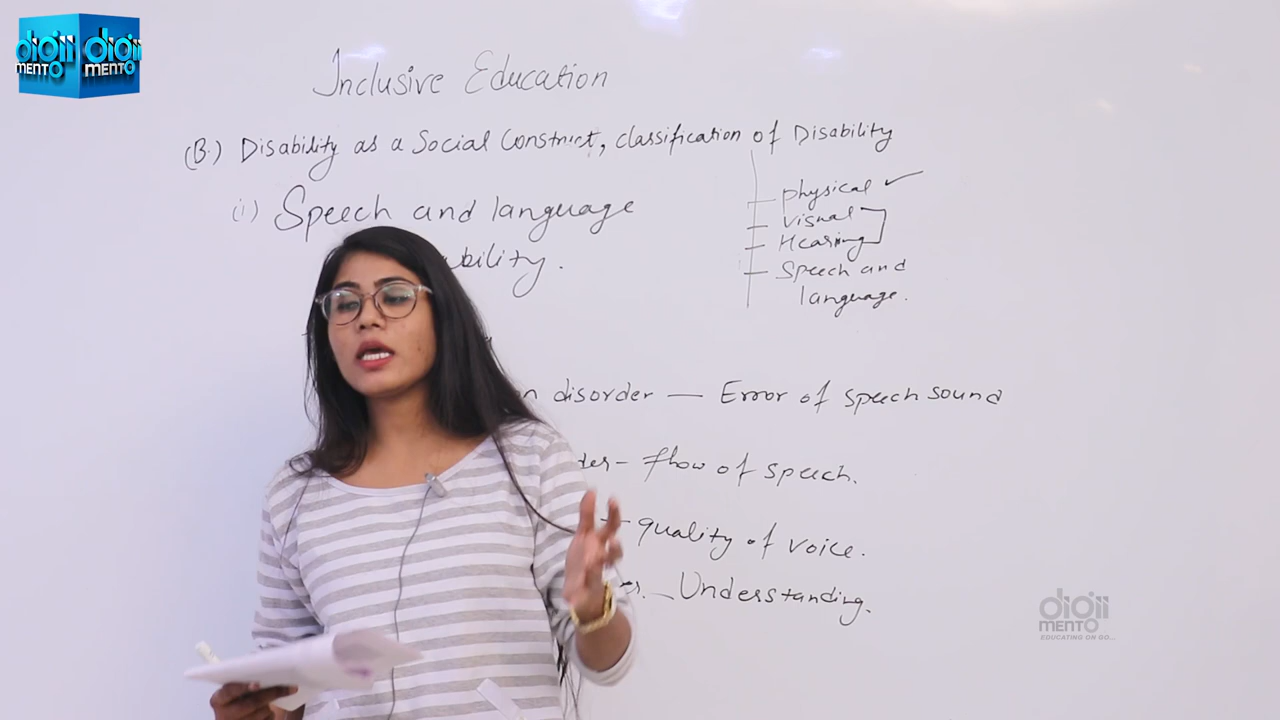 digii MENTO digii MENTO
Inclusive Education
(B.) Disability as a Social Construct, classification of Disability
physical ✓
Visual
Hearing
Speech and
language.
(i) Speech and language
bility.
disorder — Error of speech sound
- flow of speech.
- quality of voice.
- Understanding.
digii
MENTO
EDUCATING ON GO...